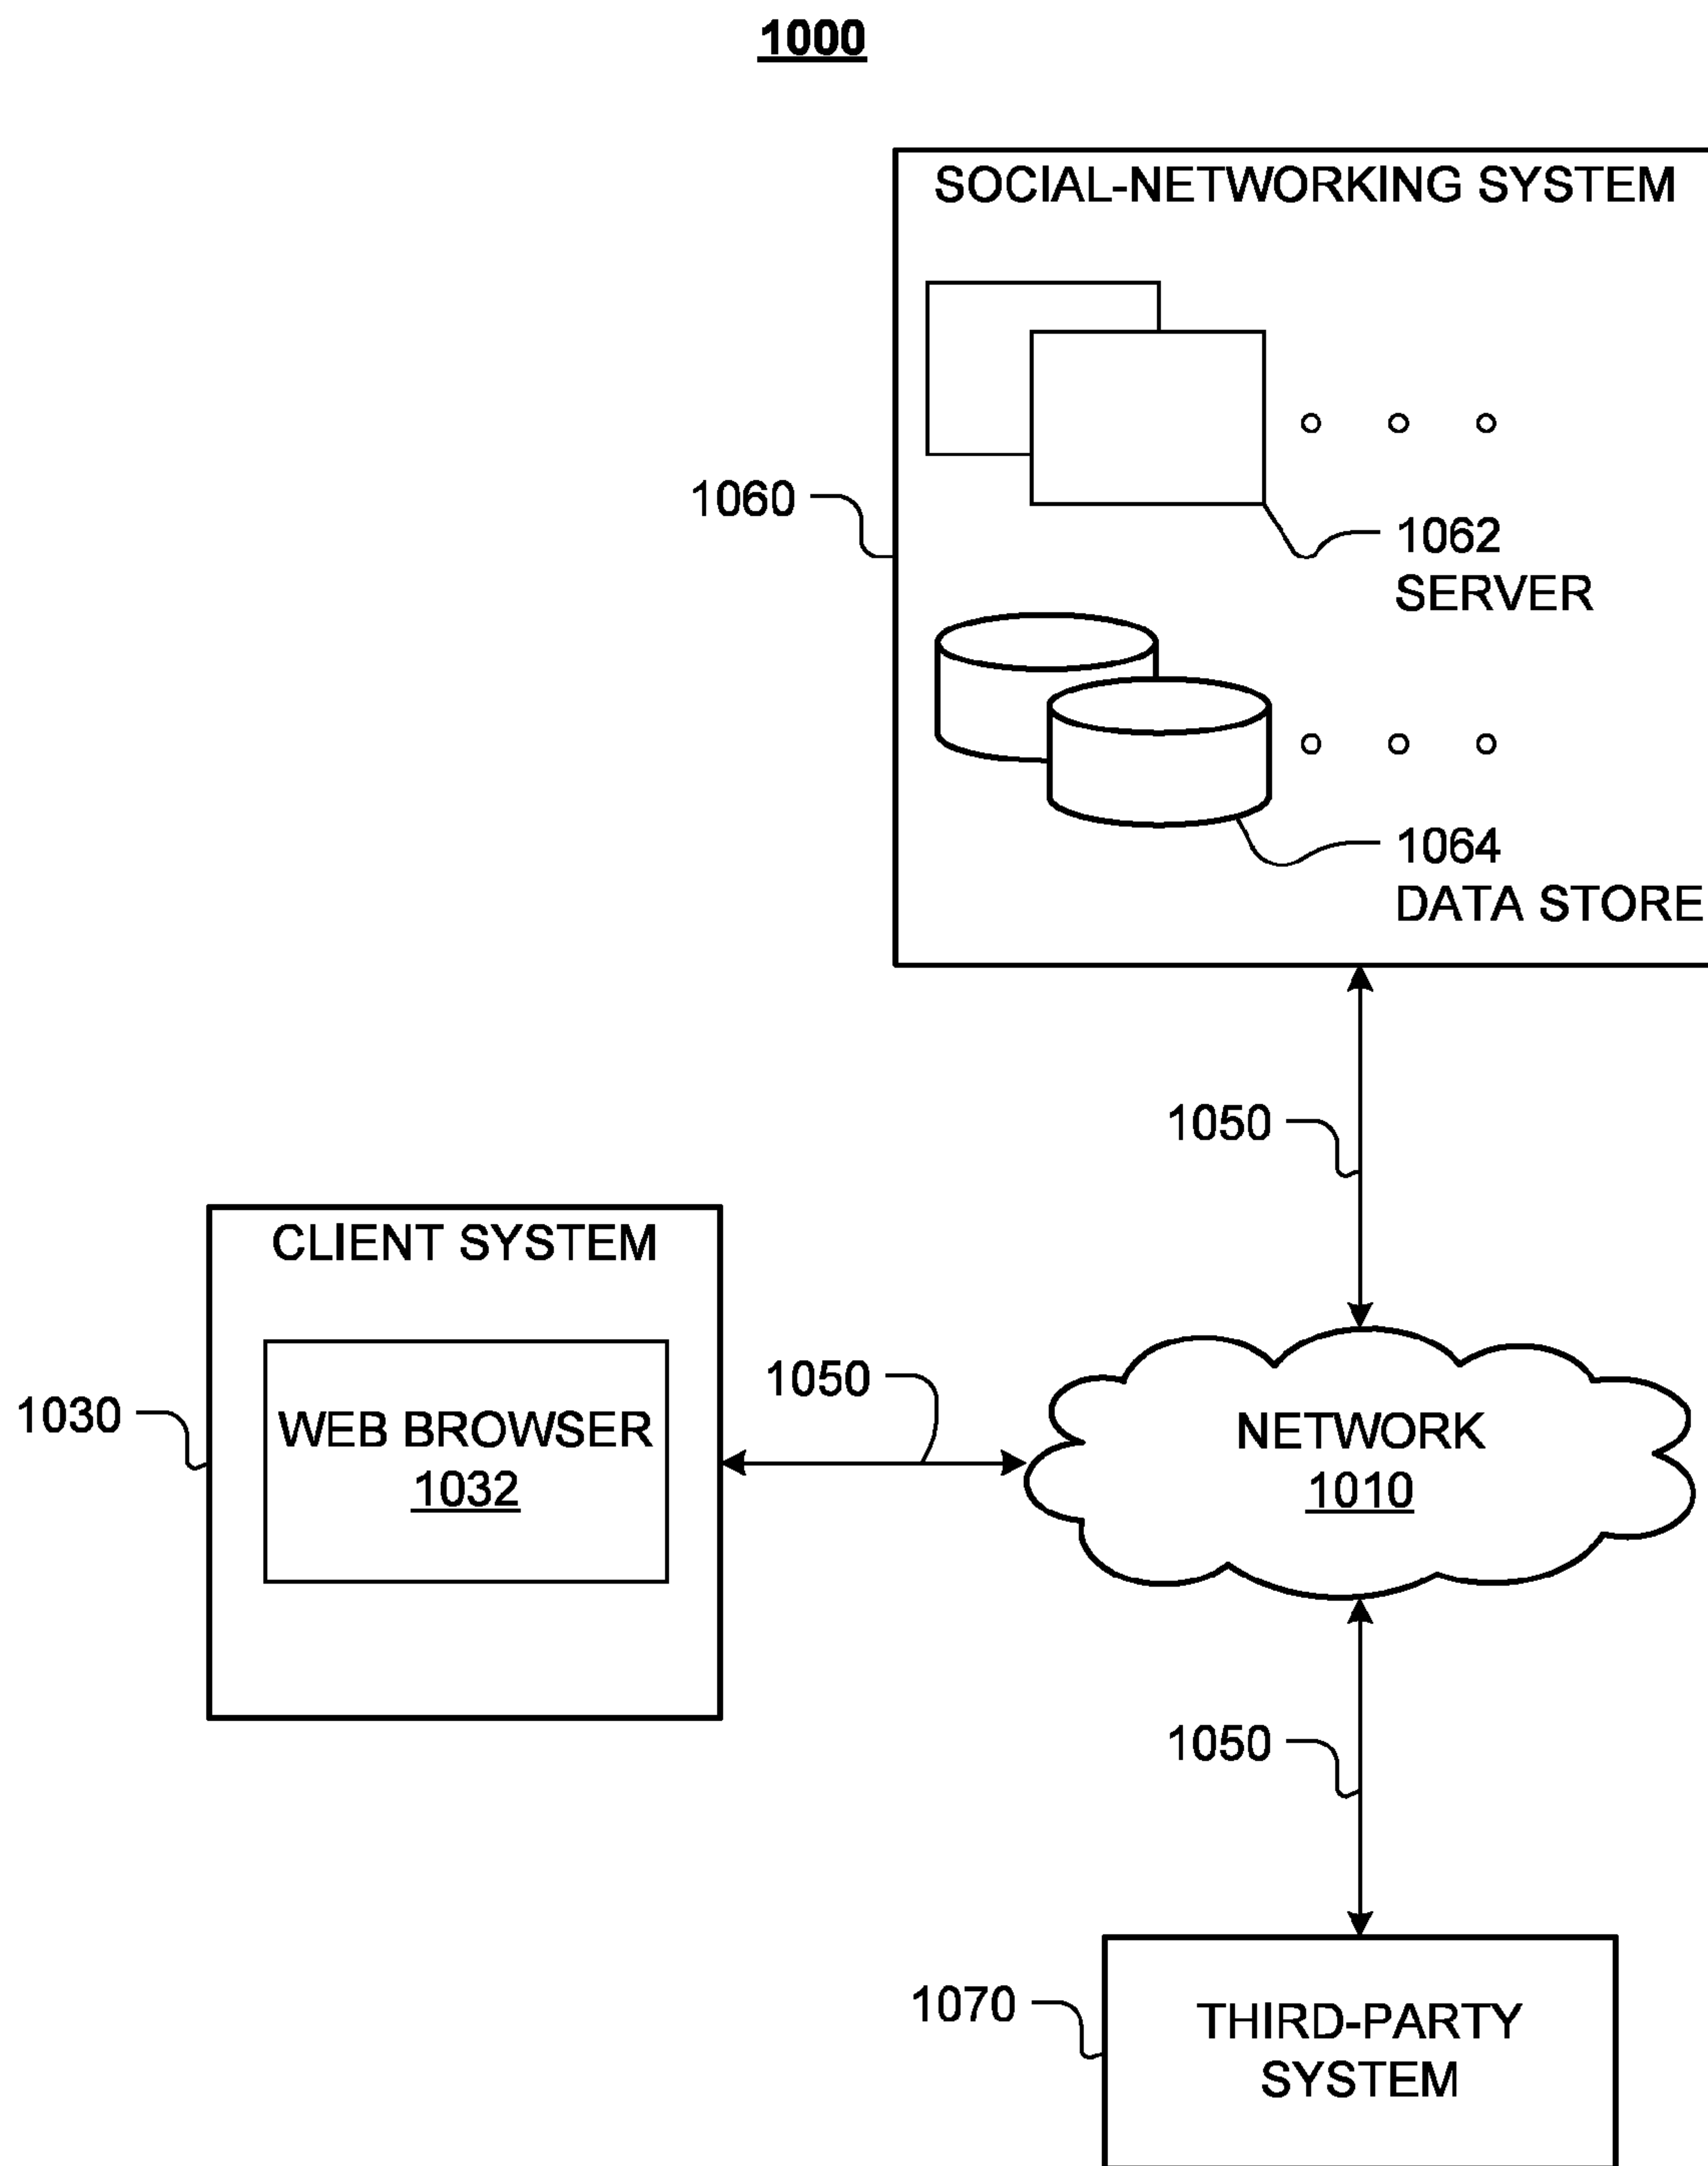 1000
SOCIAL-NETWORKING SYSTEM
1060
1062
SERVER
1064
DATA STORE
1050
CLIENT SYSTEM
1030
WEB BROWSER
1032
1050
NETWORK
1010
1050
1070
THIRD-PARTY
SYSTEM